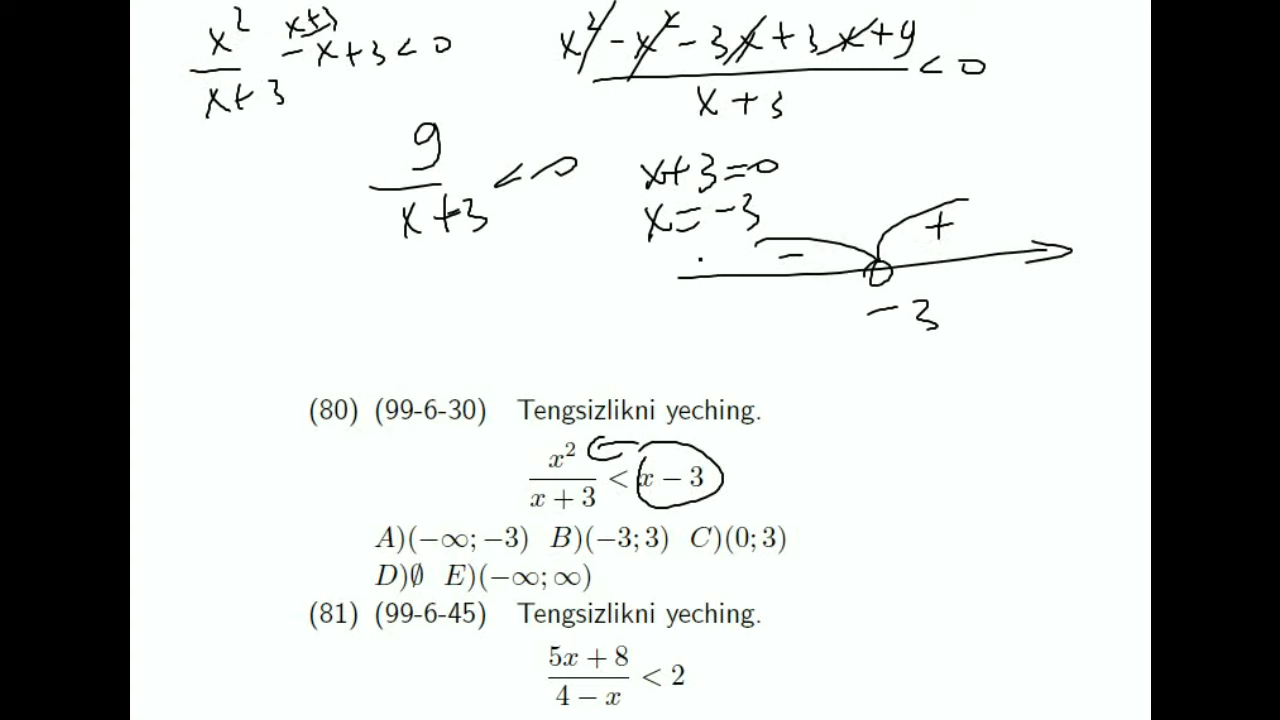 x²/(x+3) - x + 3 < 0   x+3
x² - x² - 3x + 3x + 9 / (x + 3) < 0
9/(x+3) < 0
x+3=0
x=-3
- +
-3
(80) (99-6-30) Tengsizlikni yeching.
x²/(x + 3) < x − 3
A)(−∞; −3) B)(−3; 3) C)(0; 3)
D)∅ E)(−∞; ∞)
(81) (99-6-45) Tengsizlikni yeching.
(5x + 8)/(4 − x) < 2